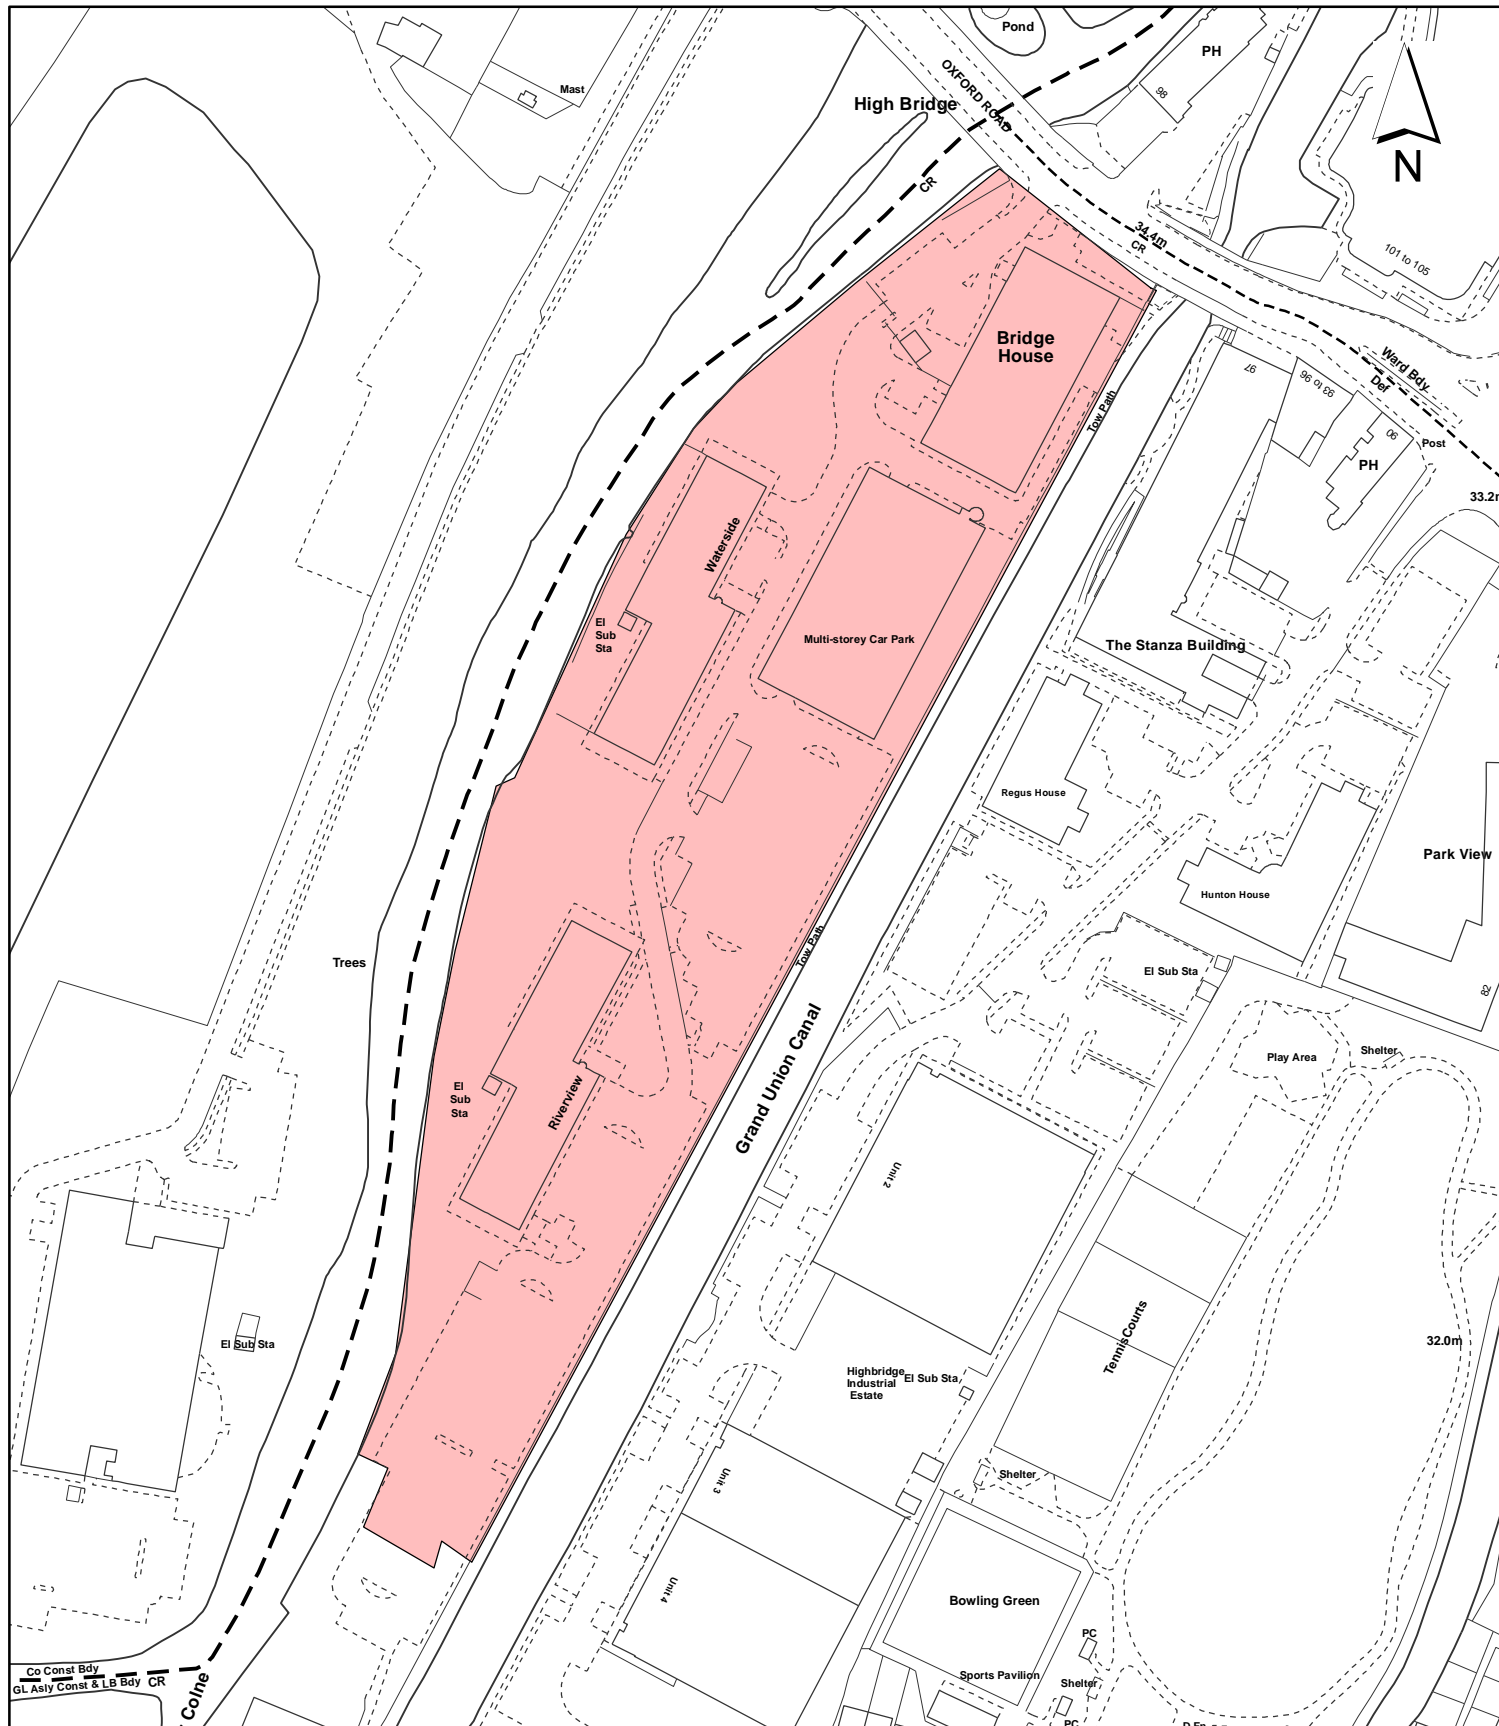 Pond
PH
OXFORD ROAD
98
Mast
High Bridge
N
CR
34.4m
CR
101 to 105
Bridge
House
Ward Bdy
Def
97
93 to 96
90
Post
PH
33.2m
Tow Path
Waterside
El
Sub
Sta
Multi-storey Car Park
The Stanza Building
Regus House
Park View
Hunton House
Trees
Tow Path
El Sub Sta
82
Grand Union Canal
Play Area
Shelter
El
Sub
Sta
Riverview
Unit 2
El Sub Sta
Tennis Courts
32.0m
Highbridge
Industrial
Estate
El Sub Sta
Shelter
Unit 3
Unit 4
Bowling Green
PC
Co Const Bdy
GL Asly Const & LB Bdy
CR
Colne
Sports Pavilion
Shelter
PC